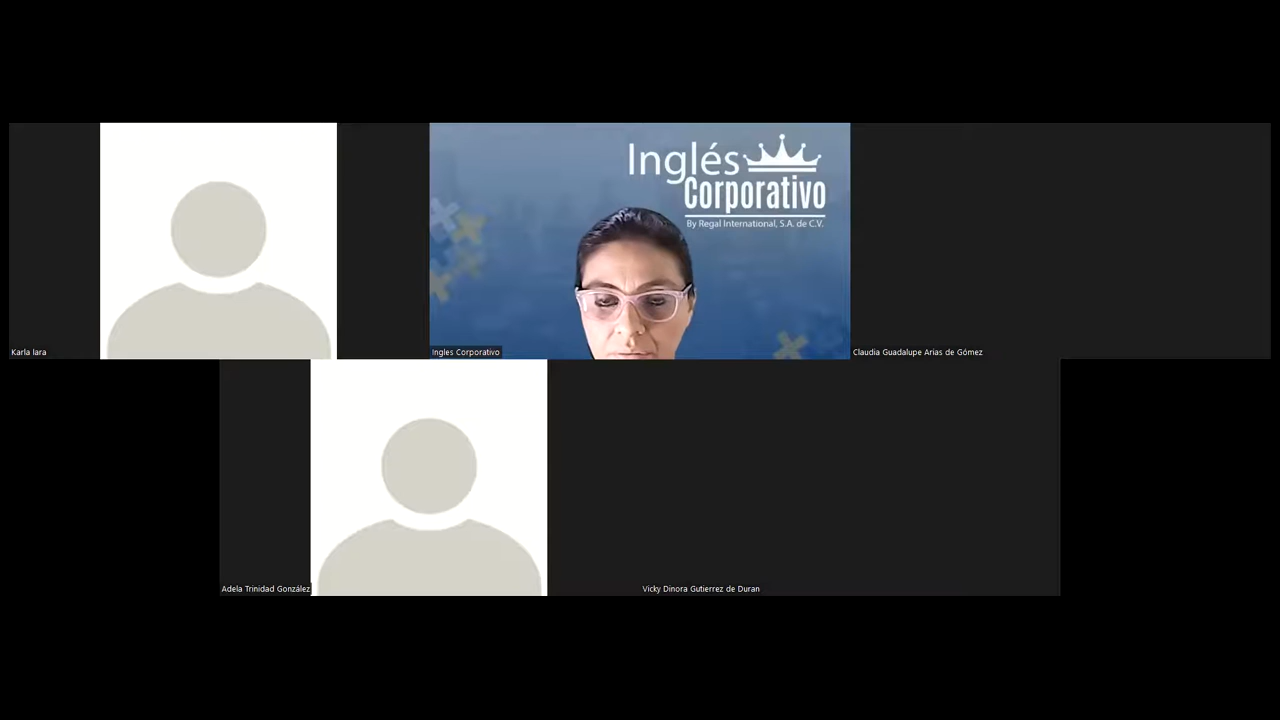 Inglés
Corporativo
By Regal International, S.A. de C.V.
Karla Iara
Ingles Corporativo
Claudia Guadalupe Arias de Gómez
Adela Trinidad González
Vicky Dinora Gutierrez de Duran